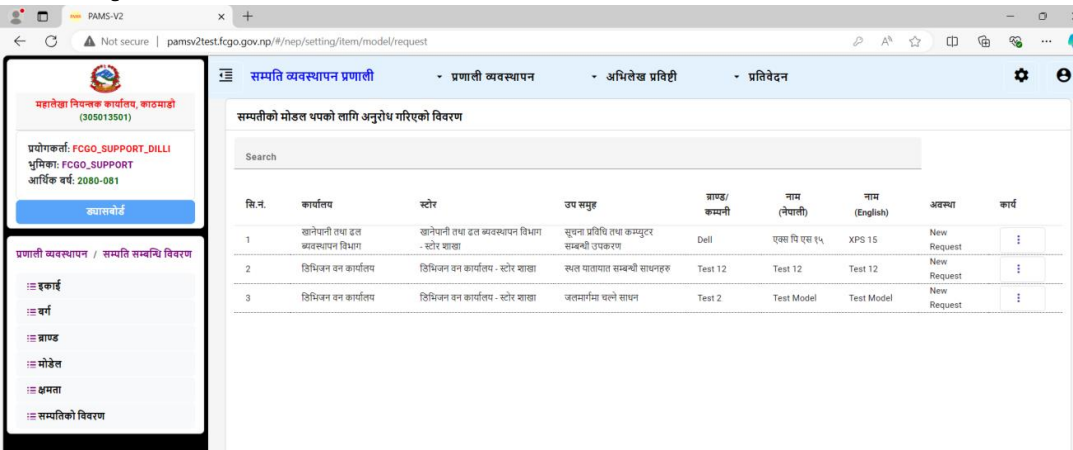 PAMS-V2
Not secure | pamsv2test.fcgo.gov.np/#/nep/setting/item/model/request
महालेखा नियन्त्रक कार्यालय, काठमाडो
(305013501)
प्रयोगकर्ता: FCGO_SUPPORT_DILLI
भुमिका: FCGO_SUPPORT
आर्थिक बर्ष: 2080-081
ड्यासबोर्ड
प्रणाली व्यवस्थापन / सम्पति सम्बन्धि विवरण
इकाई
बर्ग
ब्राण्ड
मोडेल
क्षमता
सम्पतिको विवरण
सम्पति व्यवस्थापन प्रणाली
प्रणाली व्यवस्थापन
अभिलेख प्रविष्टी
प्रतिवेदन
सम्पतीको मोडल थपको लागि अनुरोध गरिएको विवरण
Search
सि.नं. कार्यालय स्टोर उप समुह ब्राण्ड/ कम्पनी नाम (नेपाली) नाम (English) अवस्था कार्य
1 खानेपानी तथा ढल व्यवस्थापन विभाग खानेपानी तथा ढल ब्यवस्थापन विभाग - स्टोर शाखा सूचना प्रविधि तथा कम्प्युटर सम्बन्धी उपकरण Dell एक्स पि एस १५ XPS 15 New Request
2 डिभिजन वन कार्यालय डिभिजन वन कार्यालय - स्टोर शाखा स्थल यातायात सम्बन्धी साधनहरु Test 12 Test 12 Test 12 New Request
3 डिभिजन वन कार्यालय डिभिजन वन कार्यालय - स्टोर शाखा जलमार्गमा चल्ने साधन Test 2 Test Model Test Model New Request